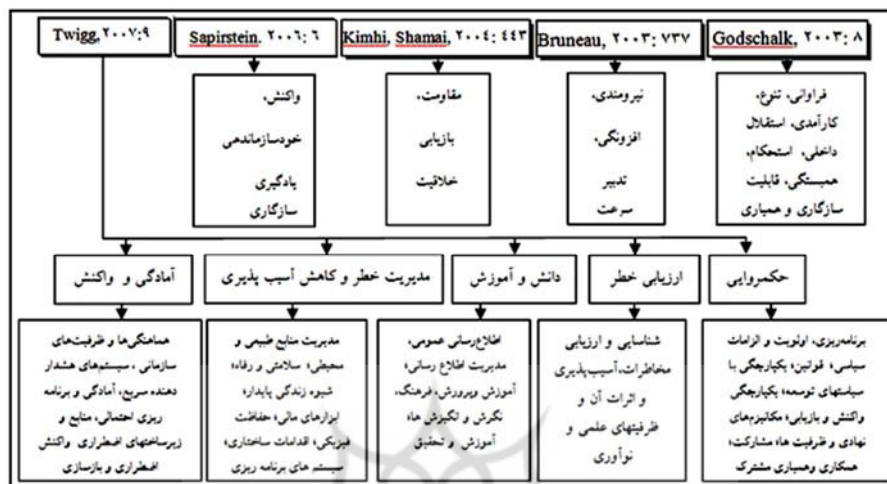 Twigg,۲۰۰۷:۹
Sapirstein. ۲۰۰۶: ۶
Kimhi, Shamai, ۲۰۰۴: ٤٤٣
Bruneau, ۲۰۰۳: ۷۳۷
Godschalk, ۲۰۰۳: ۸
فراوانی، تنوع،
کارآمدی، استقلال
داخلی، استحکام،
همبستگی، قابلیت
سازگاری و همیاری
نیرومندی،
افزونگی،
تدبیر
سرعت
مقاومت،
بازیابی
خلاقیت
واکنش،
خودسازماندهی
یادگیری
سازگاری
حکمروایی
ارزیابی خطر
دانش و آموزش
مدیریت خطر و کاهش آسیب پذیری
آمادگی و واکنش
برنامه‌ریزی، اولویت و الزامات
سیاسی؛ قوانین؛ یکپارچگی با
سیاستهای توسعه؛ یکپارچگی
واکنش و بازیابی؛ مکانیزم‌های
نهادی و ظرفیت ها؛ مشارکت؛
همکاری وهمیاری مشترک
شناسایی و ارزیابی
مخاطرات،آسیب‌پذیری
و اثرات آن و
ظرفیتهای علمی و
نوآوری
اطلاع‌رسانی عمومی،
مدیریت اطلاع رسانی؛
آموزش وپرورش، فرهنگ،
نگرش و انگیزش ها؛
آموزش و تحقیق
مدیریت منابع طبیعی و
محیطی؛ سلامتی و رفاه؛
شیوه زندگی پایدار؛
ابزارهای مالی؛ حفاظت
فیزیکی؛ اقدامات ساختاری؛
سیستم های برنامه ریزی
هماهنگی‌ها و ظرفیت‌های
سازمانی ، سیستم‌های هشدار
دهنده سریع، آمادگی و برنامه
ریزی احتمالی، منابع و
زیرساختهای اضطراری واکنش
اضطراری و بازسازی